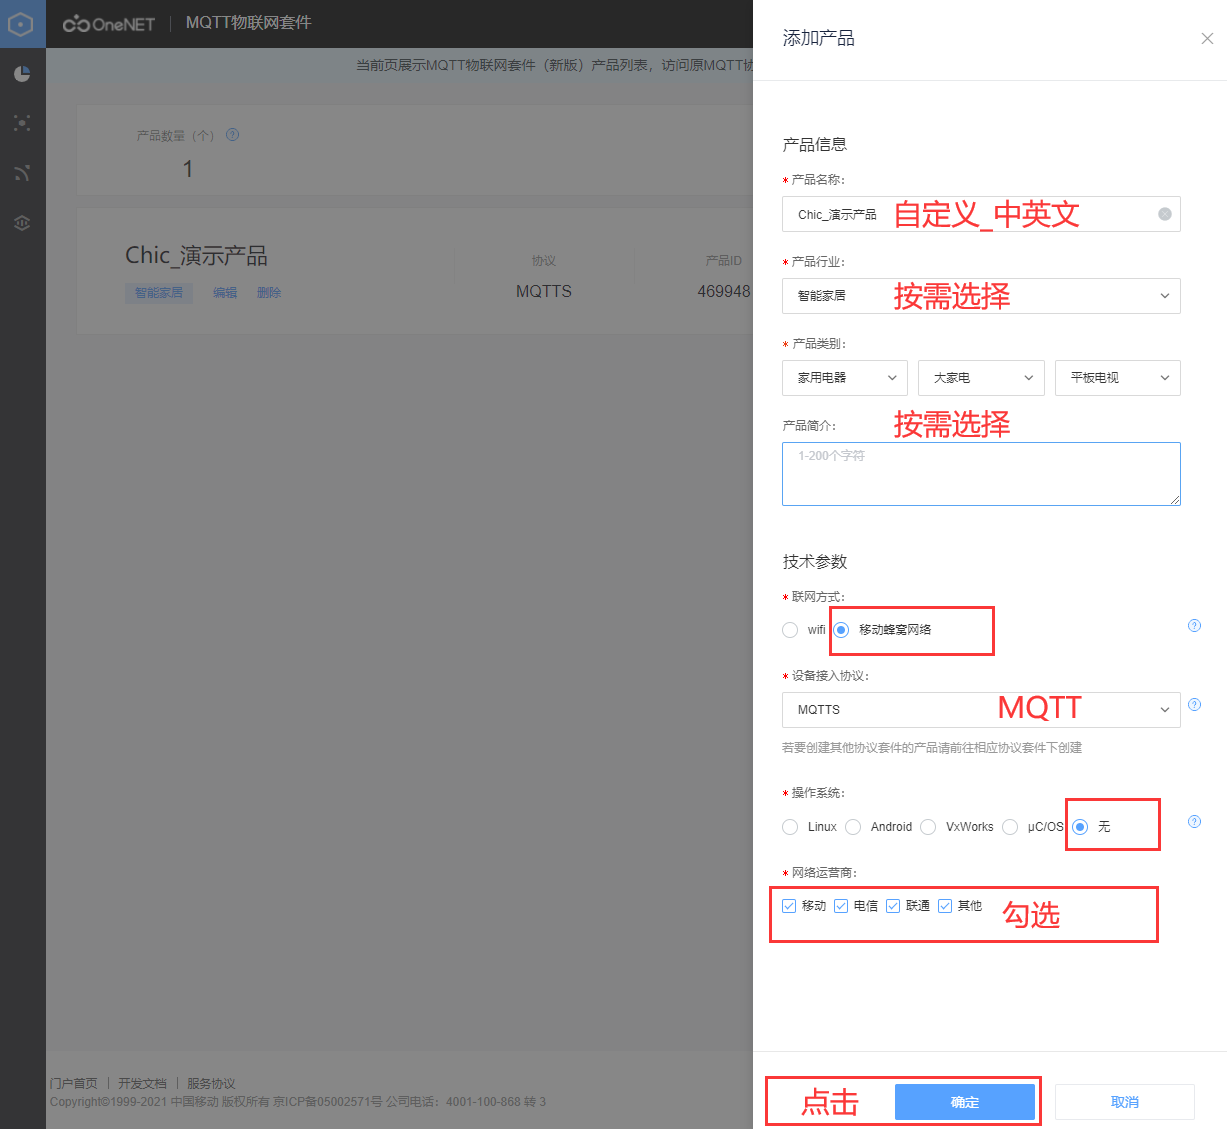 OneNET
MQTT物联网套件
当前页展示MQTT物联网套件（新版）产品列表，访问原MQTT协
产品数量（个）
1
Chic_演示产品
智能家居 编辑 删除
协议
MQTTS
产品ID
469948
门户首页 | 开发文档 | 服务协议
Copyright©1999-2021 中国移动 版权所有 京ICP备05002571号 公司电话：4001-100-868 转 3
添加产品
产品信息
* 产品名称：
Chic_演示产品 自定义_中英文
* 产品行业：
智能家居 按需选择
* 产品类别：
家用电器 大家电 平板电视
产品简介： 按需选择
1-200个字符
技术参数
* 联网方式：
wifi 移动蜂窝网络
* 设备接入协议：
MQTTS MQTT
若要创建其他协议套件的产品请前往相应协议套件下创建
* 操作系统：
Linux Android VxWorks μC/OS 无
* 网络运营商：
移动 电信 联通 其他 勾选
点击 确定 取消